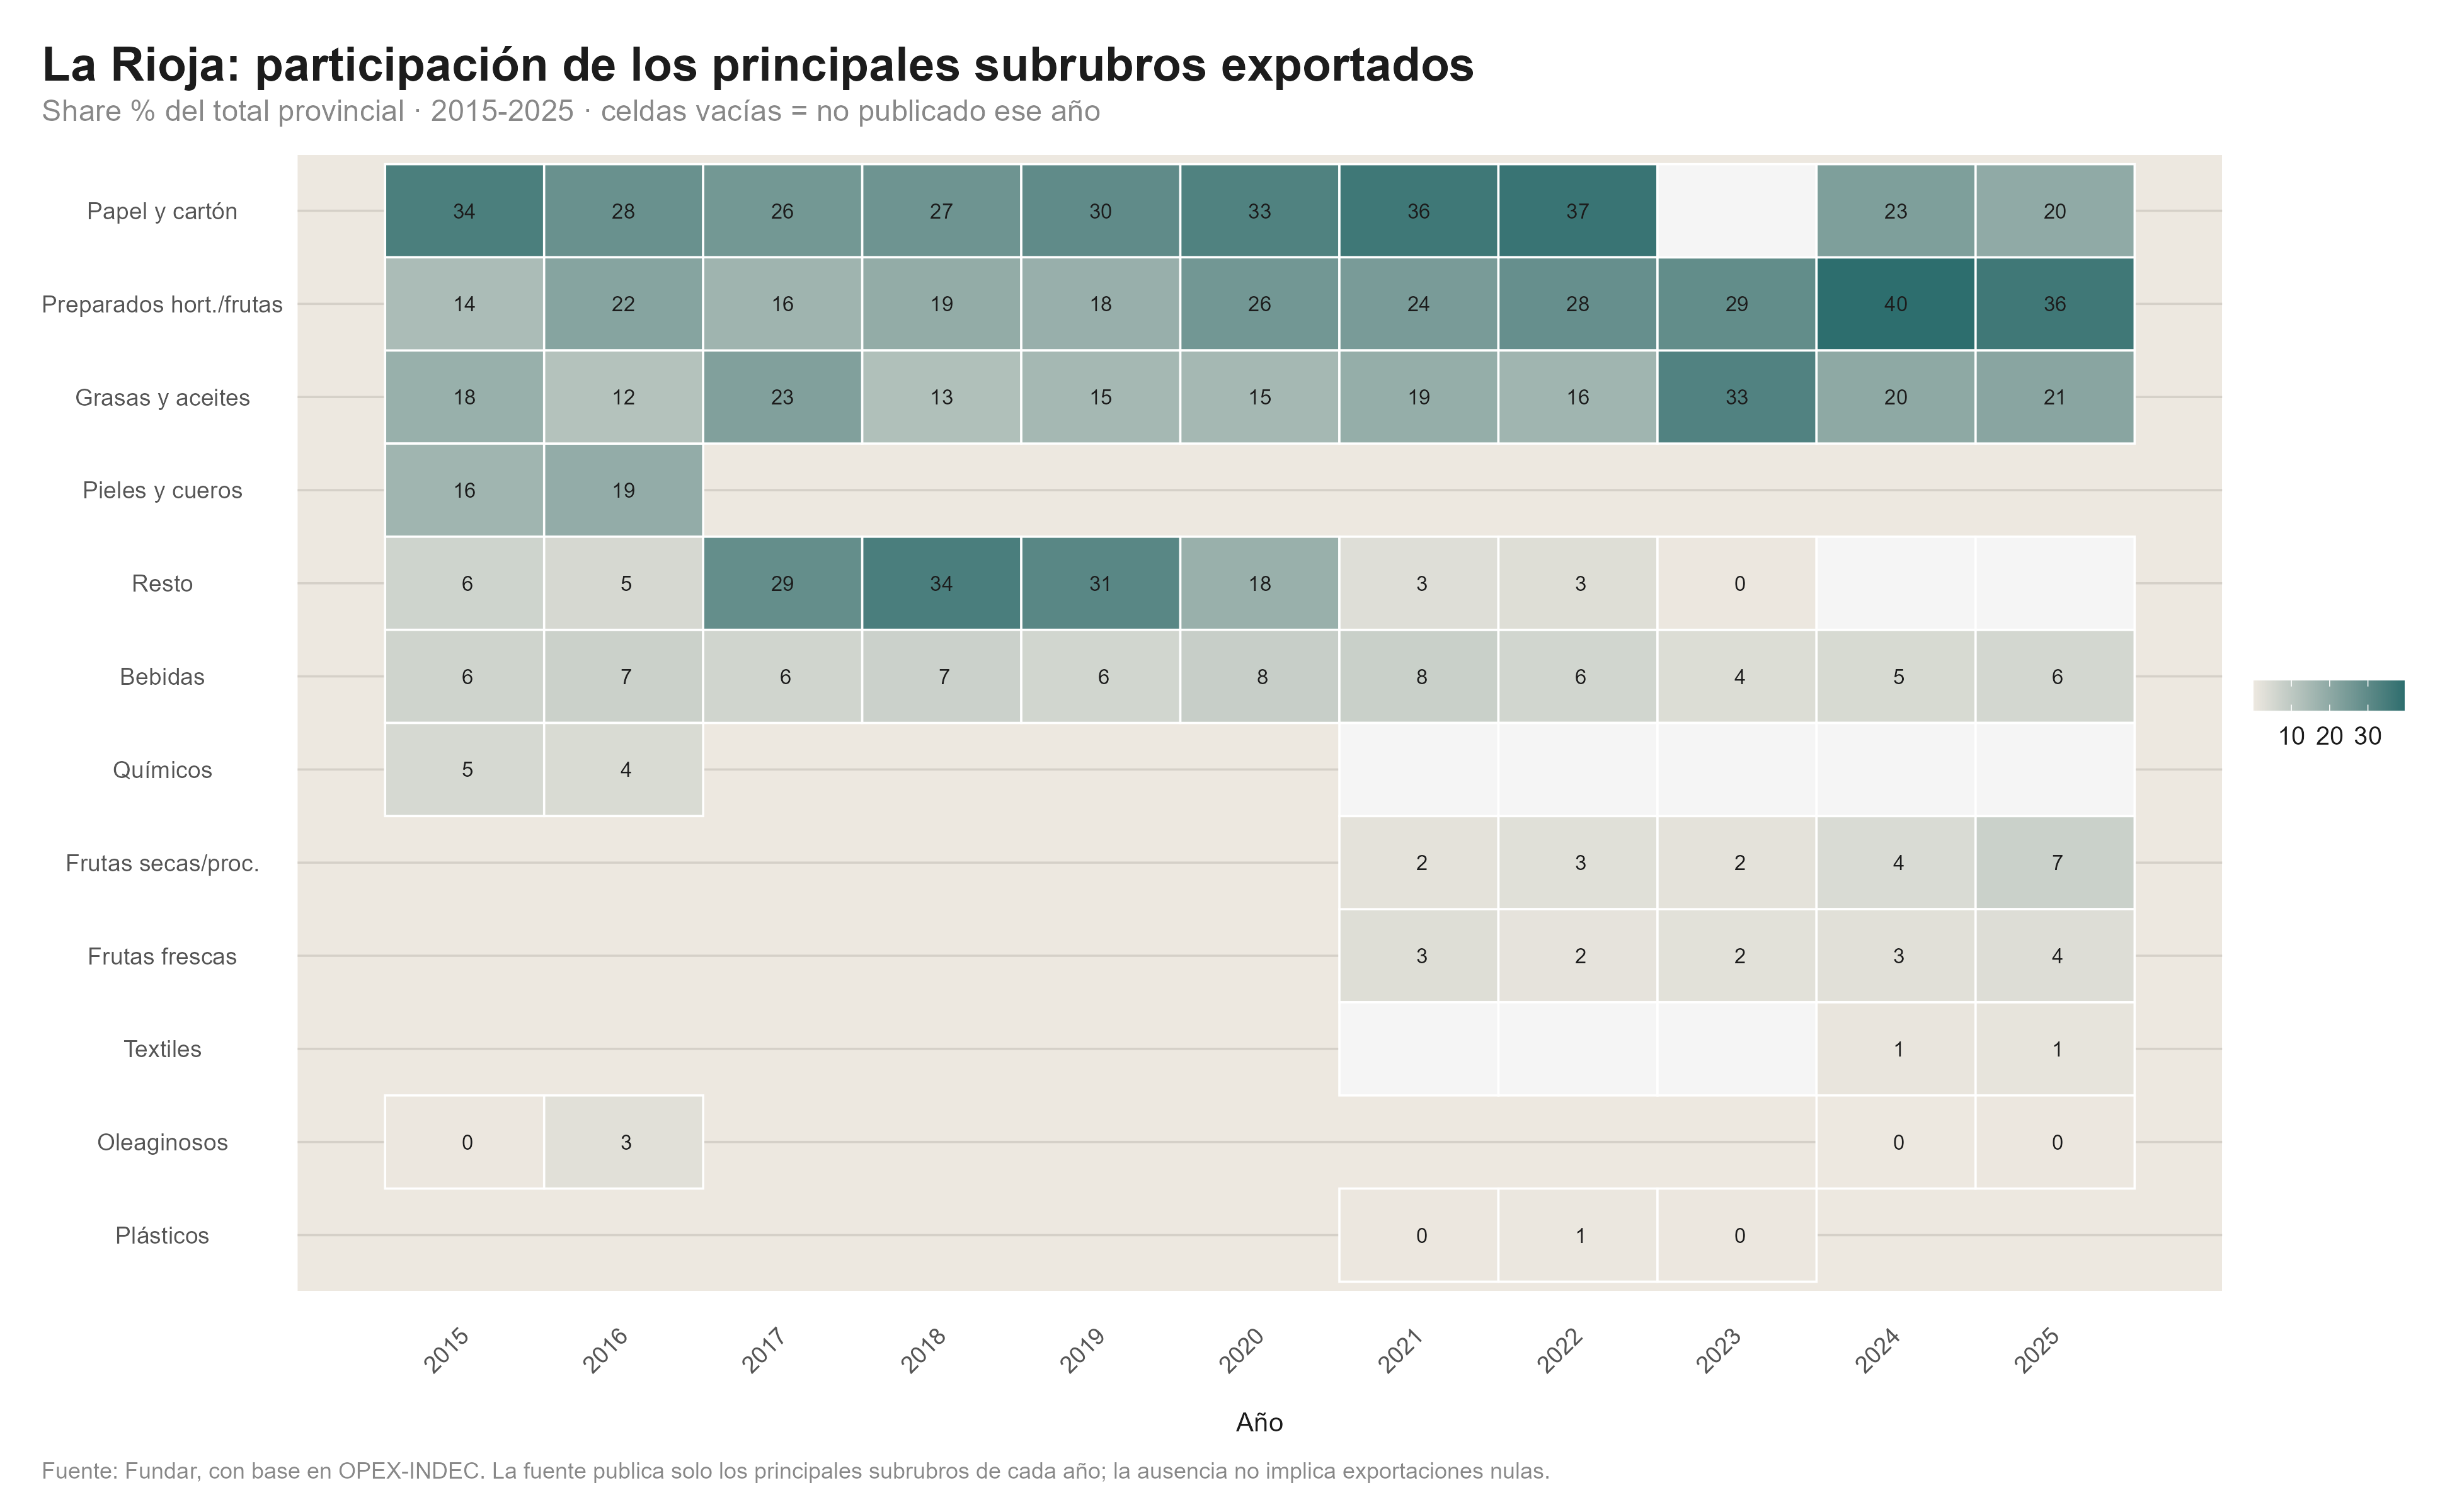 La Rioja: participación de los principales subrubros exportados
Share % del total provincial · 2015-2025 · celdas vacías = no publicado ese año
Papel y cartón 34 28 26 27 30 33 36 37 23 20
Preparados hort./frutas 14 22 16 19 18 26 24 28 29 40 36
Grasas y aceites 18 12 23 13 15 15 19 16 33 20 21
Pieles y cueros 16 19
Resto 6 5 29 34 31 18 3 3 0
Bebidas 6 7 6 7 6 8 8 6 4 5 6
Químicos 5 4
Frutas secas/proc. 2 3 2 4 7
Frutas frescas 3 2 2 3 4
Textiles 1 1
Oleaginosos 0 3 0 0
Plásticos 0 1 0
10 20 30
2015 2016 2017 2018 2019 2020 2021 2022 2023 2024 2025
Año
Fuente: Fundar, con base en OPEX-INDEC. La fuente publica solo los principales subrubros de cada año; la ausencia no implica exportaciones nulas.